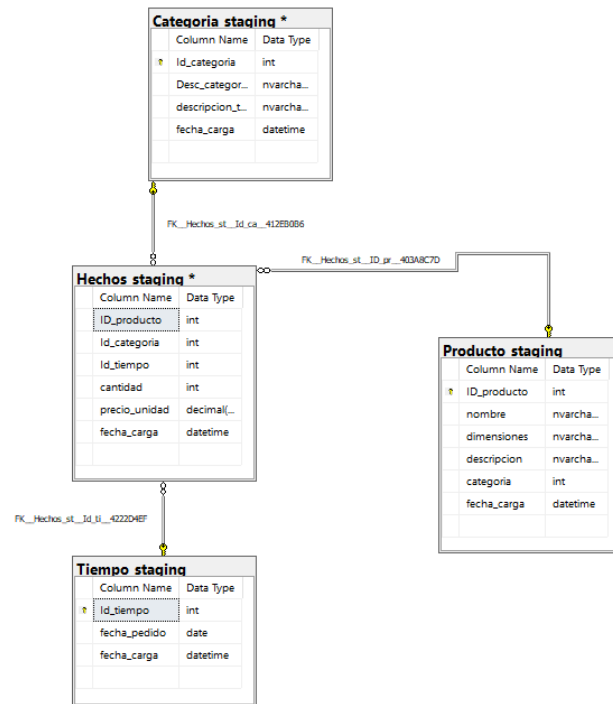 Categoria staging *
Column Name Data Type
Id_categoria int
Desc_categor... nvarcha...
descripcion_t... nvarcha...
fecha_carga datetime
FK__Hechos_st__Id_ca__412EB0B6
FK__Hechos_st__ID_pr__403A8C7D
Hechos staging *
Column Name Data Type
ID_producto int
Id_categoria int
Id_tiempo int
cantidad int
precio_unidad decimal(...
fecha_carga datetime
Producto staging
Column Name Data Type
ID_producto int
nombre nvarcha...
dimensiones nvarcha...
descripcion nvarcha...
categoria int
fecha_carga datetime
FK__Hechos_st__Id_ti__4222D4EF
Tiempo staging
Column Name Data Type
Id_tiempo int
fecha_pedido date
fecha_carga datetime